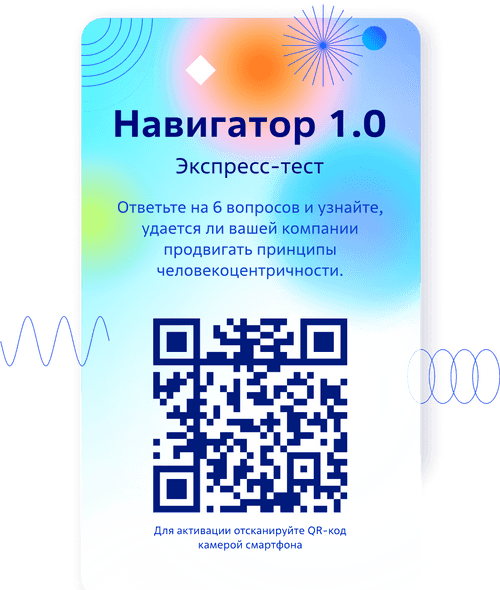 Навигатор 1.0
Экспресс-тест
Ответьте на 6 вопросов и узнайте,
удается ли вашей компании
продвигать принципы
человекоцентричности.
Для активации отсканируйте QR-код
камерой смартфона